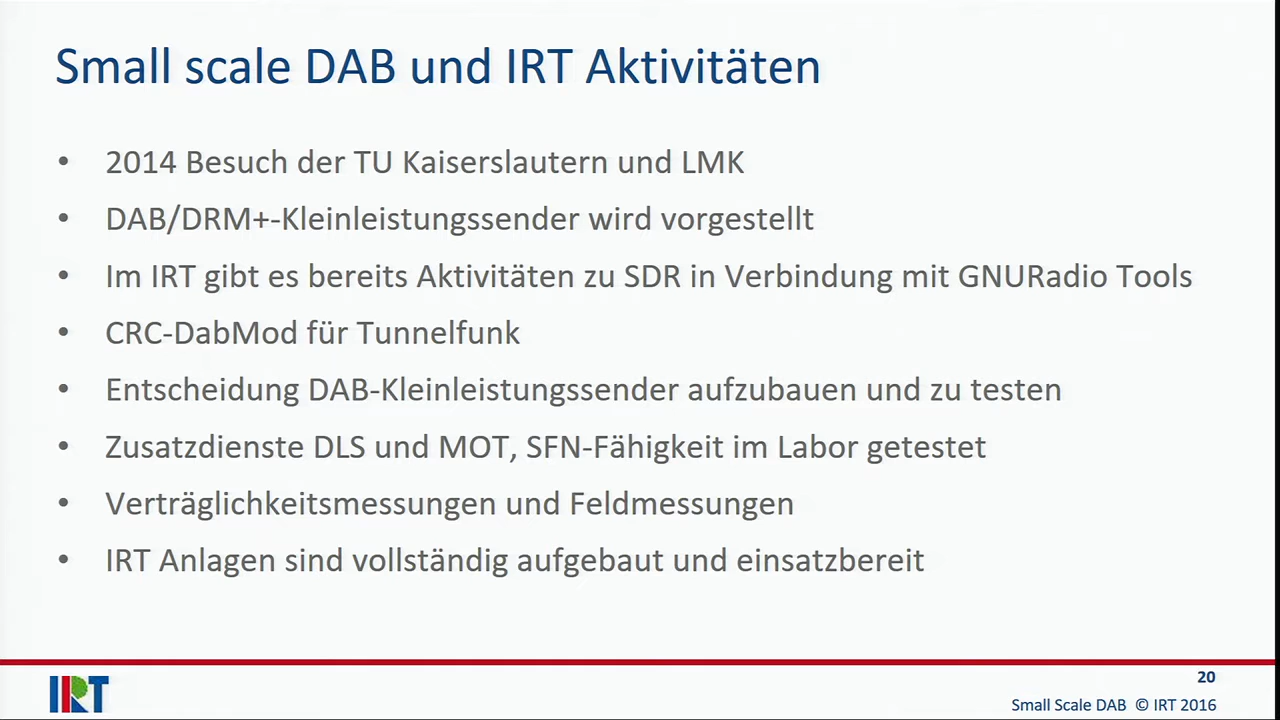 Small scale DAB und IRT Aktivitäten
• 2014 Besuch der TU Kaiserslautern und LMK
• DAB/DRM+-Kleinleistungssender wird vorgestellt
• Im IRT gibt es bereits Aktivitäten zu SDR in Verbindung mit GNURadio Tools
• CRC-DabMod für Tunnelfunk
• Entscheidung DAB-Kleinleistungssender aufzubauen und zu testen
• Zusatzdienste DLS und MOT, SFN-Fähigkeit im Labor getestet
• Verträglichkeitsmessungen und Feldmessungen
• IRT Anlagen sind vollständig aufgebaut und einsatzbereit
IRT
20
Small Scale DAB © IRT 2016